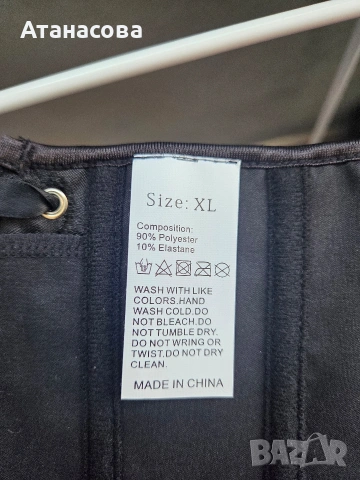 Атанасова
Size: XL
Composition:
90% Polyester
10% Elastane
WASH WITH LIKE
COLORS.HAND
WASH COLD.DO
NOT BLEACH.DO
NOT TUMBLE DRY.
DO NOT WRING OR
TWIST.DO NOT DRY
CLEAN.
MADE IN CHINA
BAZAR